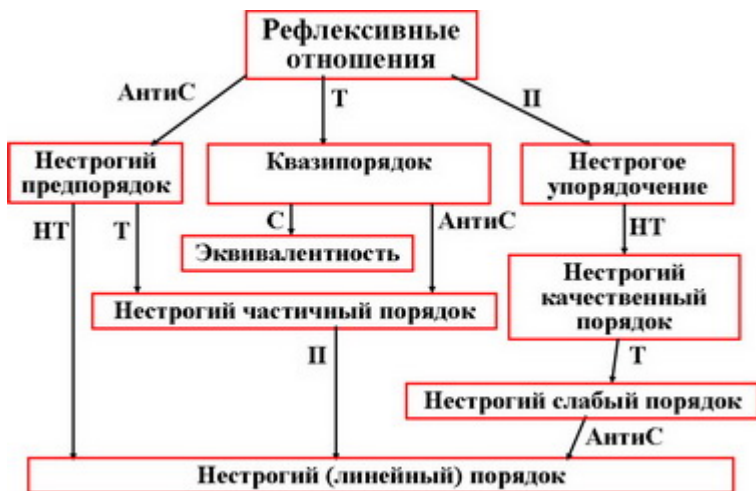 Рефлексивные
отношения
АнтиС
Т
П
Нестрогий
предпорядок
Квазипорядок
Нестрогое
упорядочение
НТ
Т
С
АнтиС
НТ
Эквивалентность
Нестрогий
качественный
порядок
Нестрогий частичный порядок
П
Т
Нестрогий слабый порядок
АнтиС
Нестрогий (линейный) порядок